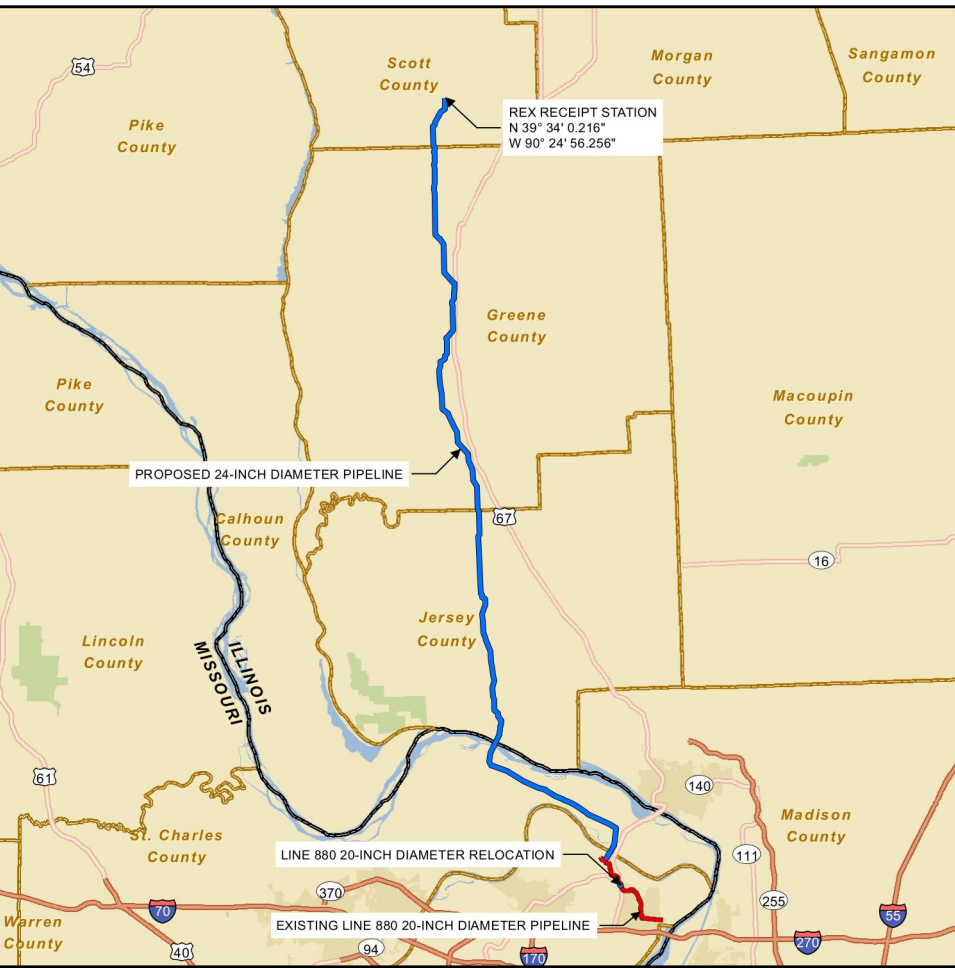 54
Scott
County
Morgan
County
Sangamon
County
REX RECEIPT STATION
N 39° 34' 0.216"
W 90° 24' 56.256"
Pike
County
Greene
County
Pike
County
Macoupin
County
PROPOSED 24-INCH DIAMETER PIPELINE
Calhoun
County
67
16
Jersey
County
Lincoln
County
ILLINOIS
MISSOURI
61
140
St. Charles
County
Madison
County
LINE 880 20-INCH DIAMETER RELOCATION
111
370
255
70
55
Warren
County
EXISTING LINE 880 20-INCH DIAMETER PIPELINE
40
94
170
270